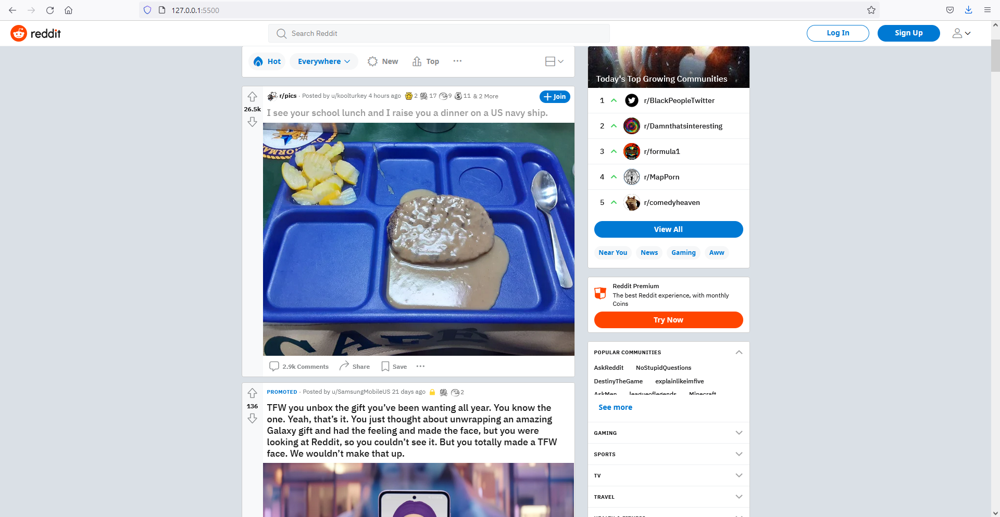 127.0.0.1:5500
reddit
Search Reddit
Log In
Sign Up
Hot
Everywhere
New
Top
r/pics · Posted by u/koolturkey 4 hours ago 2 17 9 11 & 2 More
Join
26.5k
I see your school lunch and I raise you a dinner on a US navy ship.
CAFE
2.9k Comments
Share
Save
136
PROMOTED · Posted by u/SamsungMobileUS 21 days ago 2
TFW you unbox the gift you’ve been wanting all year. You know the
one. Yeah, that’s it. You just thought about unwrapping an amazing
Galaxy gift and had the feeling and made the face, but you were
looking at Reddit, so you couldn’t see it. But you totally made a TFW
face. We wouldn’t make that up.
Today's Top Growing Communities
1 r/BlackPeopleTwitter
2 r/Damnthatsinteresting
3 r/formula1
4 r/MapPorn
5 r/comedyheaven
View All
Near You
News
Gaming
Aww
Reddit Premium
The best Reddit experience, with monthly
Coins
Try Now
POPULAR COMMUNITIES
AskReddit NoStupidQuestions
DestinyTheGame explainlikeimfive
AskMen leagueoflegends Minecraft
See more
GAMING
SPORTS
TV
TRAVEL